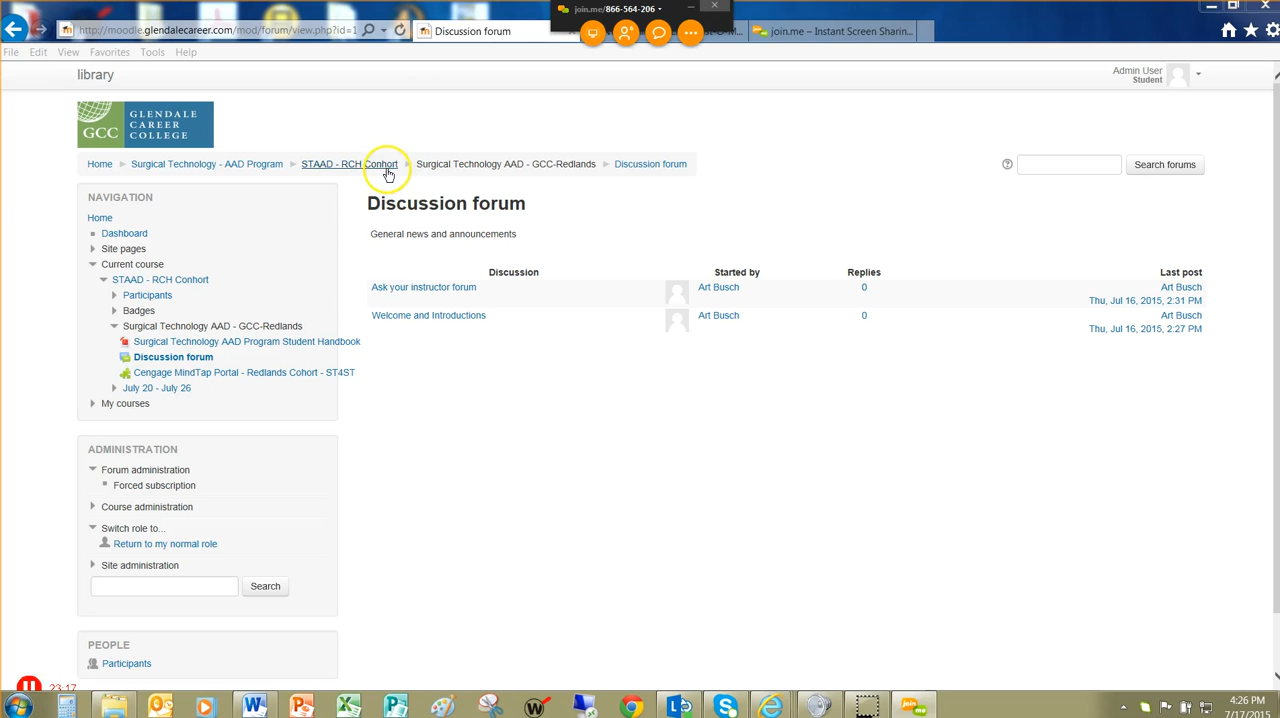 join.me/866-564-206
http://moodle.glendalecareer.com/mod/forum/view.php?id=1
Discussion forum
join.me – Instant Screen Sharin...
File Edit View Favorites Tools Help
library
Admin User
Student
GCC
GLENDALE
CAREER
COLLEGE
Home Surgical Technology - AAD Program STAAD - RCH Conhort Surgical Technology AAD - GCC-Redlands Discussion forum
Search forums
NAVIGATION
Home
Dashboard
Site pages
Current course
STAAD - RCH Conhort
Participants
Badges
Surgical Technology AAD - GCC-Redlands
Surgical Technology AAD Program Student Handbook
Discussion forum
Cengage MindTap Portal - Redlands Cohort - ST4ST
July 20 - July 26
My courses
Discussion forum
General news and announcements
Discussion Started by Replies Last post
Ask your instructor forum Art Busch 0 Art Busch
Thu, Jul 16, 2015, 2:31 PM
Welcome and Introductions Art Busch 0 Art Busch
Thu, Jul 16, 2015, 2:27 PM
ADMINISTRATION
Forum administration
Forced subscription
Course administration
Switch role to...
Return to my normal role
Site administration
Search
PEOPLE
Participants
23:17
4:26 PM
7/17/2015